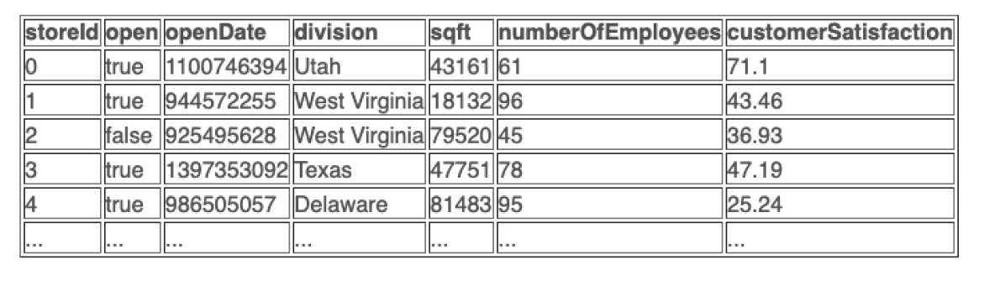 storeId open openDate division sqft numberOfEmployees customerSatisfaction
0 true 1100746394 Utah 43161 61 71.1
1 true 944572255 West Virginia 18132 96 43.46
2 false 925495628 West Virginia 79520 45 36.93
3 true 1397353092 Texas 47751 78 47.19
4 true 986505057 Delaware 81483 95 25.24
... ... ... ... ... ... ...